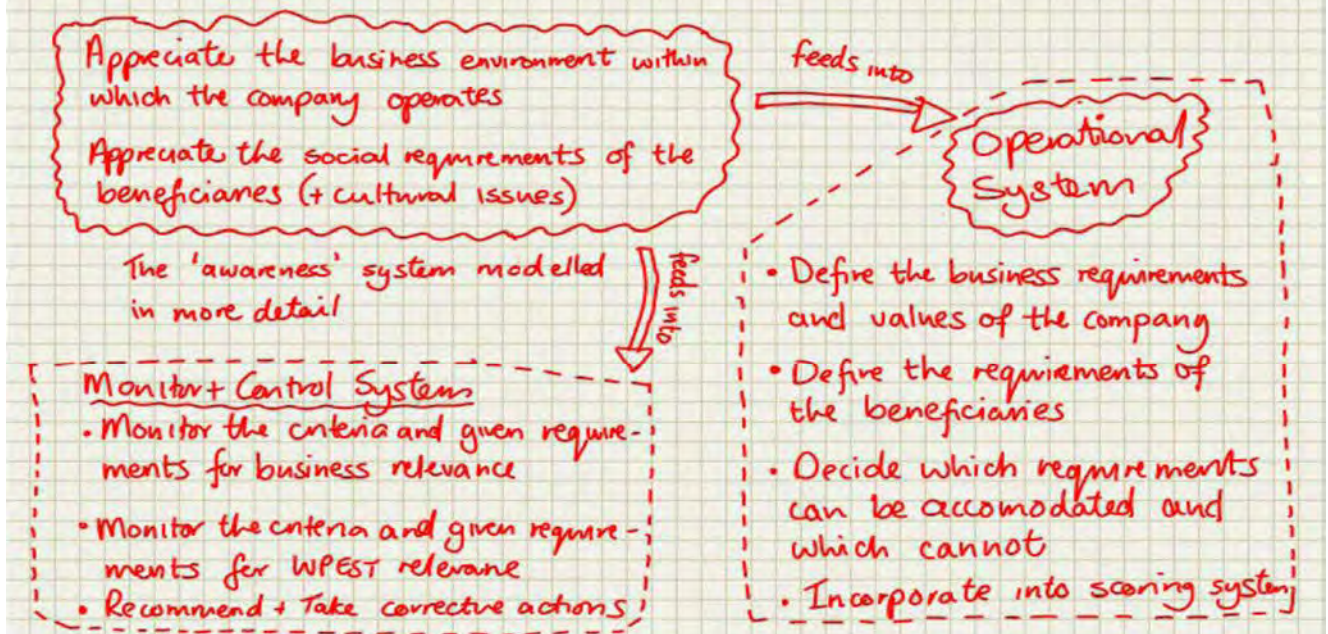 Appreciate the business environment within
which the company operates
Appreciate the social requirements of the
beneficiaries (+ cultural issues)
The 'awareness' system modelled
in more detail
feeds into
feeds into
Monitor + Control System
• Monitor the criteria and given require-
ments for business relevance
• Monitor the criteria and given require-
ments for WPEST relevane
• Recommend + Take corrective actions
Operational
System
• Define the business requirements
and values of the company
• Define the requirements of
the beneficiaries
• Decide which requirements
can be accomodated and
which cannot
• Incorporate into scoring system